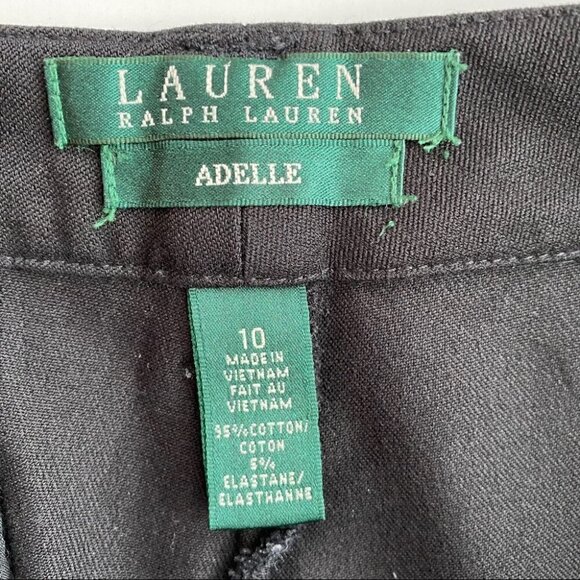 LAUREN
RALPH LAUREN
ADELLE
10
MADE IN
VIETNAM
FAIT AU
VIETNAM
95% COTTON/
COTON
5%
ELASTANE/
ELASTHANNE